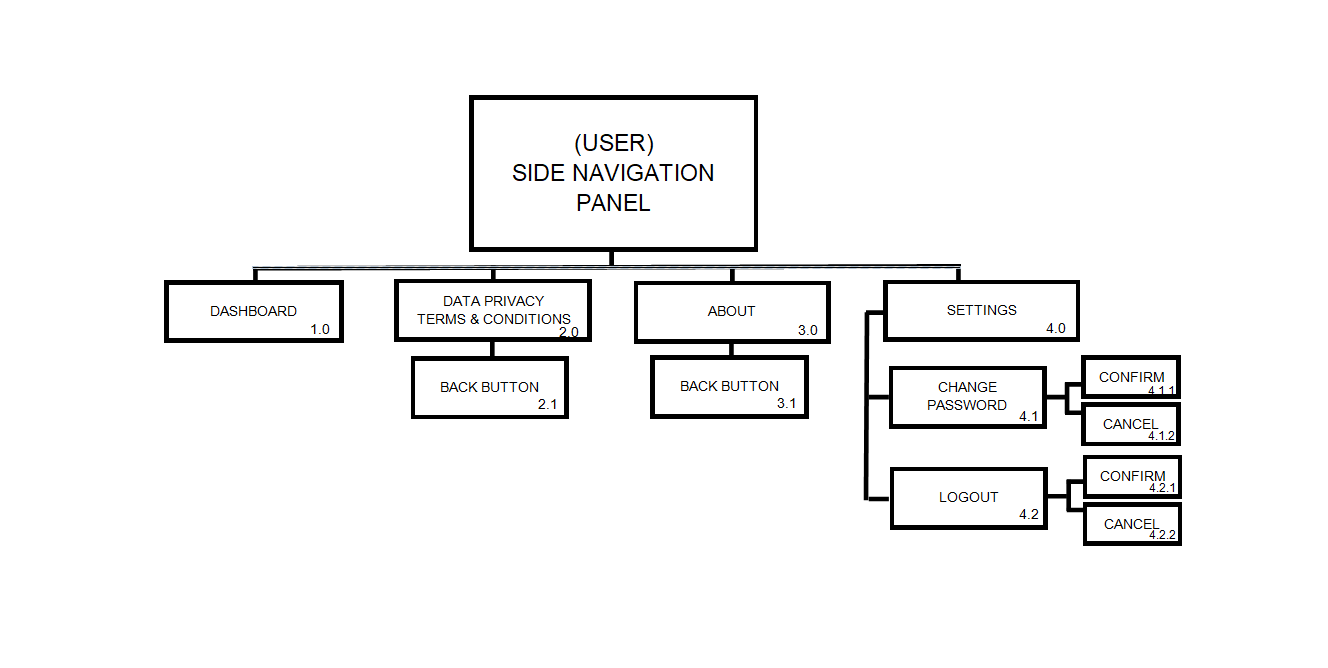 (USER)
SIDE NAVIGATION
PANEL
DASHBOARD
1.0
DATA PRIVACY
TERMS & CONDITIONS
2.0
ABOUT
3.0
SETTINGS
4.0
BACK BUTTON
2.1
BACK BUTTON
3.1
CHANGE
PASSWORD
4.1
CONFIRM
4.1.1
CANCEL
4.1.2
LOGOUT
4.2
CONFIRM
4.2.1
CANCEL
4.2.2